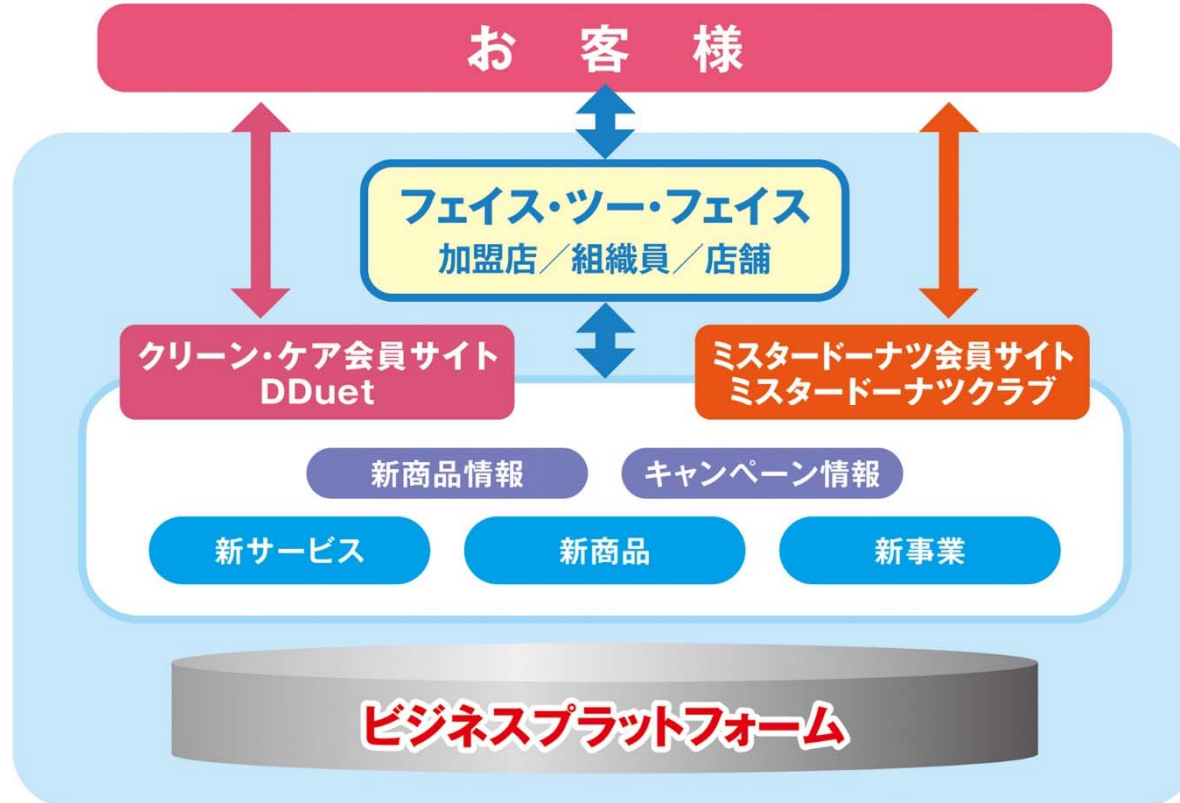 お客様
フェイス・ツー・フェイス
加盟店／組織員／店舗
クリーン・ケア会員サイト
DDuet
ミスタードーナツ会員サイト
ミスタードーナツクラブ
新商品情報
キャンペーン情報
新サービス
新商品
新事業
ビジネスプラットフォーム